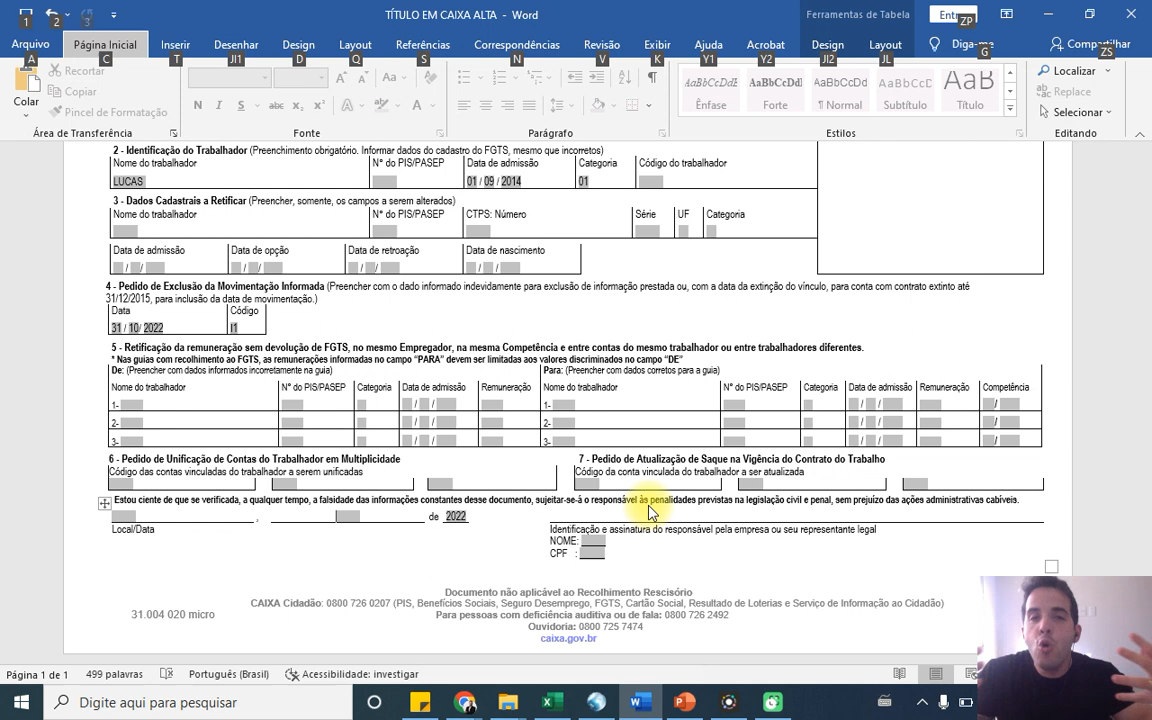 TÍTULO EM CAIXA ALTA - Word
Ferramentas de Tabela
Entr
1 2 3 ZP
Arquivo Página Inicial Inserir Desenhar Design Layout Referências Correspondências Revisão Exibir Ajuda Acrobat Design Layout Diga-me Compartilhar
A C T JI1 D Q S N V K Y1 Y2 JI2 JL G ZS
Colar
Recortar
Copiar
Pincel de Formatação
Área de Transferência
Fonte
Parágrafo
AaBbCcDdE AaBbCcDd AaBbCcDd AaBbCcDd AaB
Ênfase Forte ¶ Normal Subtítulo Título
Estilos
Localizar
Replace
Selecionar
Editando
2 - Identificação do Trabalhador (Preenchimento obrigatório. Informar dados do cadastro do FGTS, mesmo que incorretos)
Nome do trabalhador N° do PIS/PASEP Data de admissão Categoria Código do trabalhador
LUCAS 01 / 09 / 2014 01
3 - Dados Cadastrais a Retificar (Preencher, somente, os campos a serem alterados)
Nome do trabalhador N° do PIS/PASEP CTPS: Número Série UF Categoria
Data de admissão Data de opção Data de retroação Data de nascimento
/ / / / / / / /
4 - Pedido de Exclusão da Movimentação Informada (Preencher com o dado informado indevidamente para exclusão de informação prestada ou, com a data da extinção do vínculo, para conta com contrato extinto até
31/12/2015, para inclusão da data de movimentação.)
Data Código
31 / 10/ 2022 I1
5 - Retificação da remuneração sem devolução de FGTS, no mesmo Empregador, na mesma Competência e entre contas do mesmo trabalhador ou entre trabalhadores diferentes.
* Nas guias com recolhimento ao FGTS, as remunerações informadas no campo “PARA” devem ser limitadas aos valores discriminados no campo “DE”
De: (Preencher com dados informados incorretamente na guia) Para: (Preencher com dados corretos para a guia)
Nome do trabalhador N° do PIS/PASEP Categoria Data de admissão Remuneração Nome do trabalhador N° do PIS/PASEP Categoria Data de admissão Remuneração Competência
1- / / 1- / / /
2- / / 2- / / /
3- / / 3- / / /
6 - Pedido de Unificação de Contas do Trabalhador em Multiplicidade 7 - Pedido de Atualização de Saque na Vigência do Contrato do Trabalho
Código das contas vinculadas do trabalhador a serem unificadas Código da conta vinculada do trabalhador a ser atualizada
Estou ciente de que se verificada, a qualquer tempo, a falsidade das informações constantes desse documento, sujeitar-se-á o responsável às penalidades previstas na legislação civil e penal, sem prejuízo das ações administrativas cabíveis.
, de 2022
Local/Data Identificação e assinatura do responsável pela empresa ou seu representante legal
NOME:
CPF :
Documento não aplicável ao Recolhimento Rescisório
CAIXA Cidadão: 0800 726 0207 (PIS, Benefícios Sociais, Seguro Desemprego, FGTS, Cartão Social, Resultado de Loterias e Serviço de Informação ao Cidadão)
31.004 020 micro Para pessoas com deficiência auditiva ou de fala: 0800 726 2492
Ouvidoria: 0800 725 7474
caixa.gov.br
Página 1 de 1 499 palavras Português (Brasil) Acessibilidade: investigar
Digite aqui para pesquisar